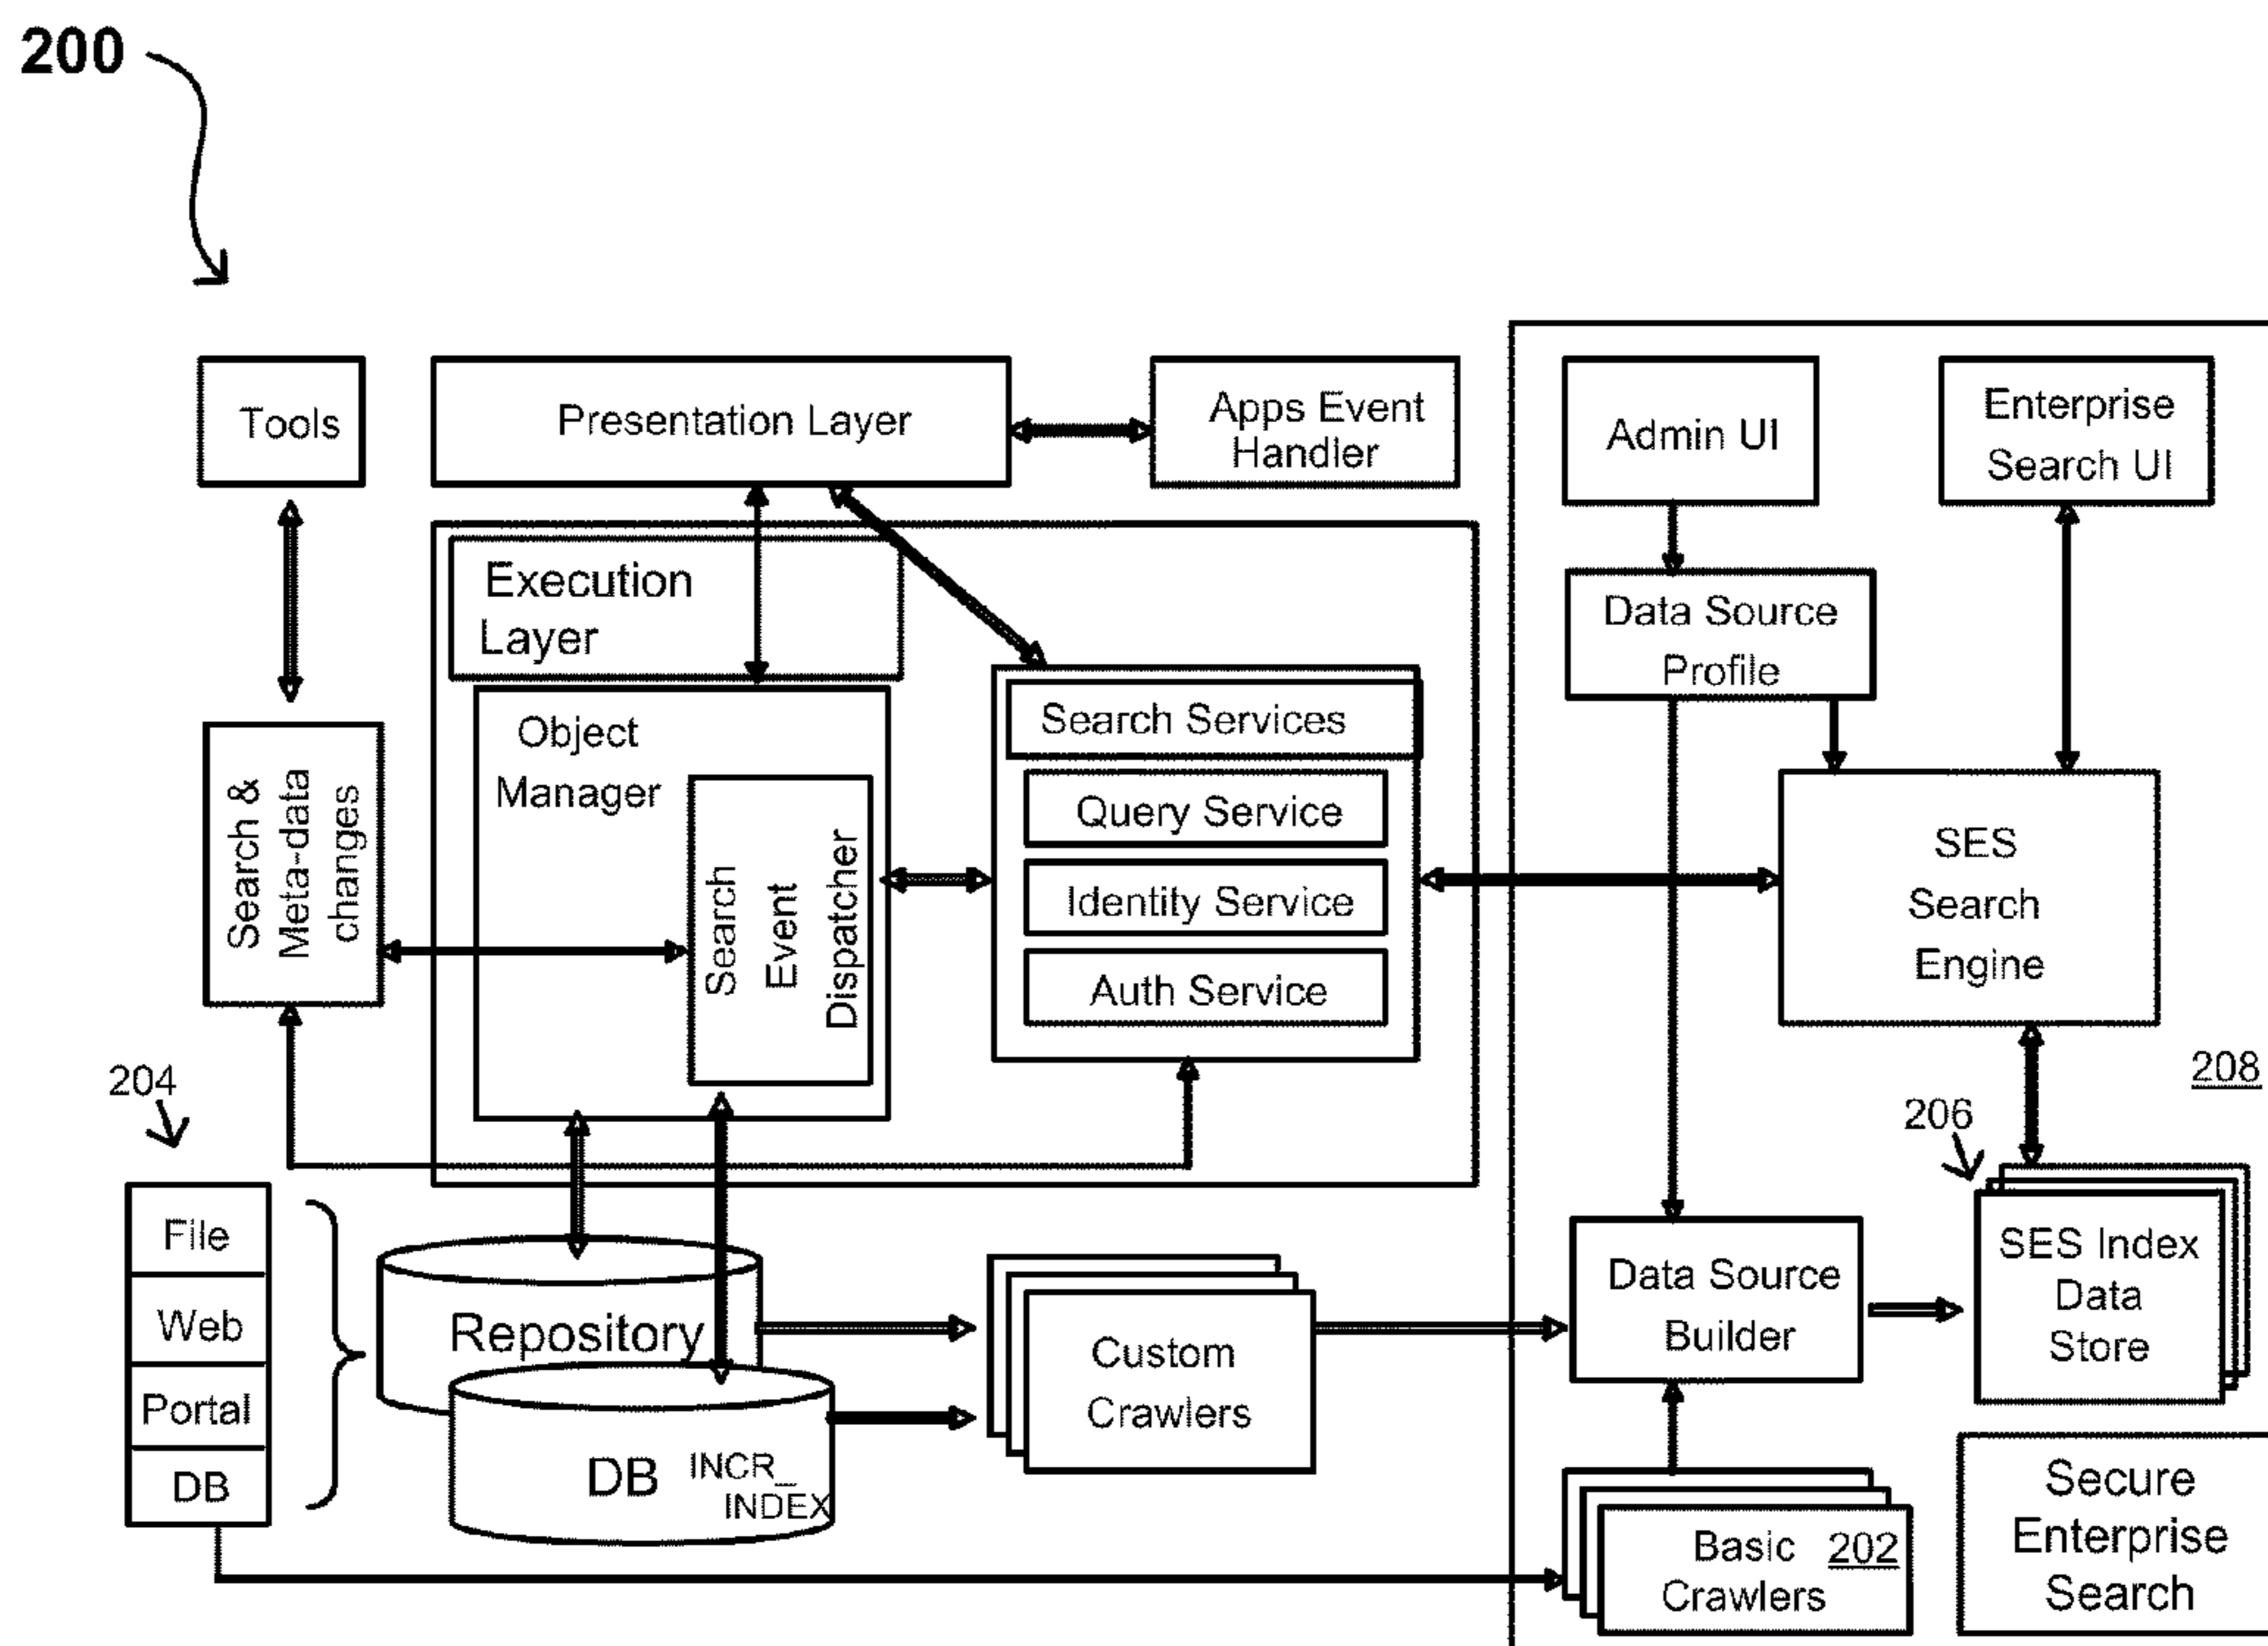 200
Tools
Presentation Layer
Apps Event
Handler
Admin UI
Enterprise
Search UI
Execution
Layer
Data Source
Profile
Object
Manager
Search Services
Query Service
Identity Service
Auth Service
Search &
Meta-data
changes
Search
Event
Dispatcher
SES
Search
Engine
204
208
206
File
Web
Portal
DB
Repository
DB
INCR_
INDEX
Custom
Crawlers
Data Source
Builder
SES Index
Data
Store
Basic
Crawlers
202
Secure
Enterprise
Search